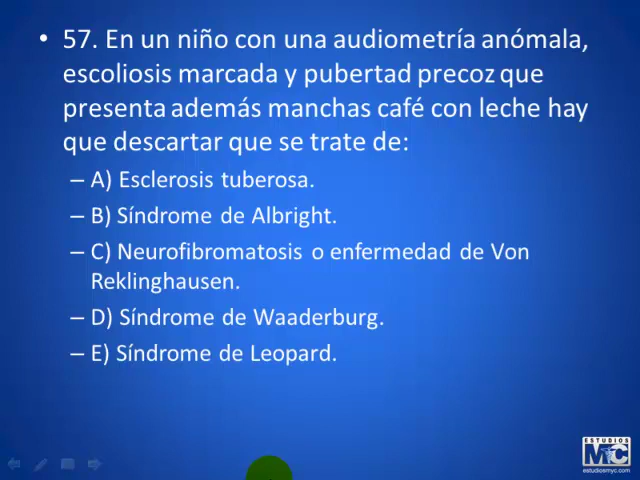 • 57. En un niño con una audiometría anómala,
escoliosis marcada y pubertad precoz que
presenta además manchas café con leche hay
que descartar que se trate de:
– A) Esclerosis tuberosa.
– B) Síndrome de Albright.
– C) Neurofibromatosis o enfermedad de Von
Reklinghausen.
– D) Síndrome de Waaderburg.
– E) Síndrome de Leopard.
ESTUDIOS
MyC
estudiosmyc.com